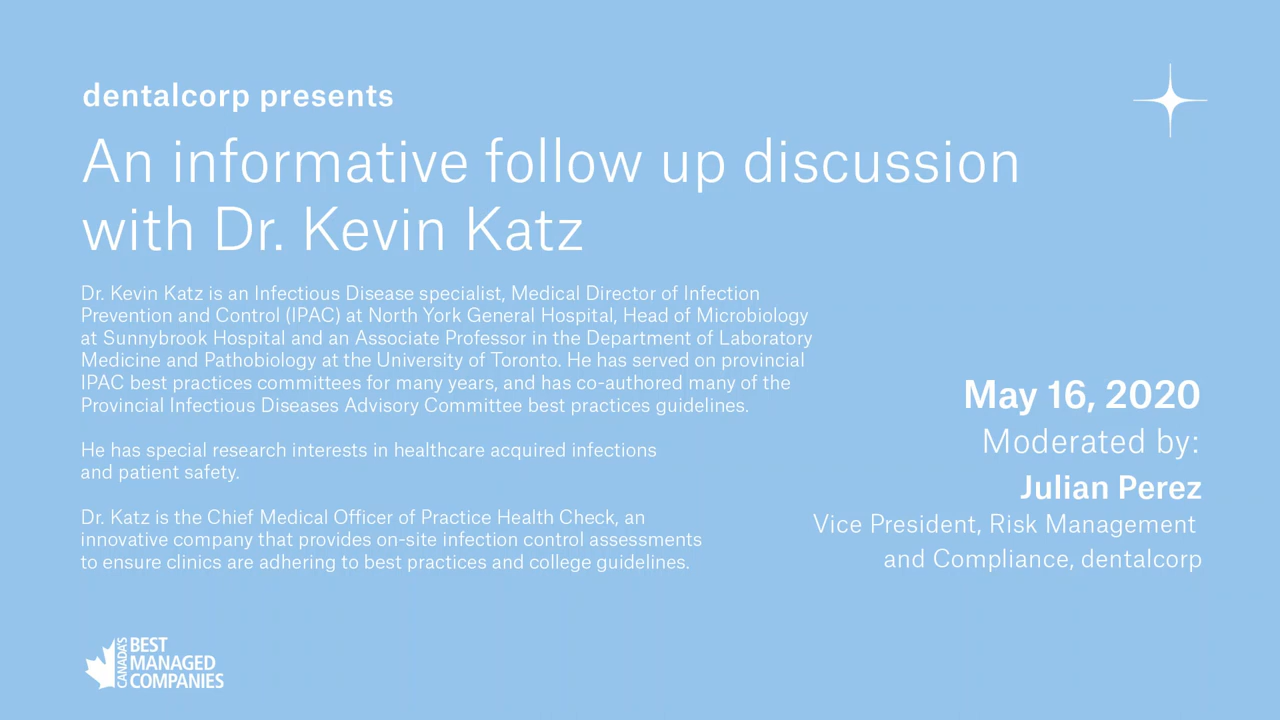 dentalcorp presents
An informative follow up discussion
with Dr. Kevin Katz
Dr. Kevin Katz is an Infectious Disease specialist, Medical Director of Infection
Prevention and Control (IPAC) at North York General Hospital, Head of Microbiology
at Sunnybrook Hospital and an Associate Professor in the Department of Laboratory
Medicine and Pathobiology at the University of Toronto. He has served on provincial
IPAC best practices committees for many years, and has co-authored many of the
Provincial Infectious Diseases Advisory Committee best practices guidelines.
He has special research interests in healthcare acquired infections
and patient safety.
Dr. Katz is the Chief Medical Officer of Practice Health Check, an
innovative company that provides on-site infection control assessments
to ensure clinics are adhering to best practices and college guidelines.
May 16, 2020
Moderated by:
Julian Perez
Vice President, Risk Management
and Compliance, dentalcorp
CANADA'S
BEST
MANAGED
COMPANIES